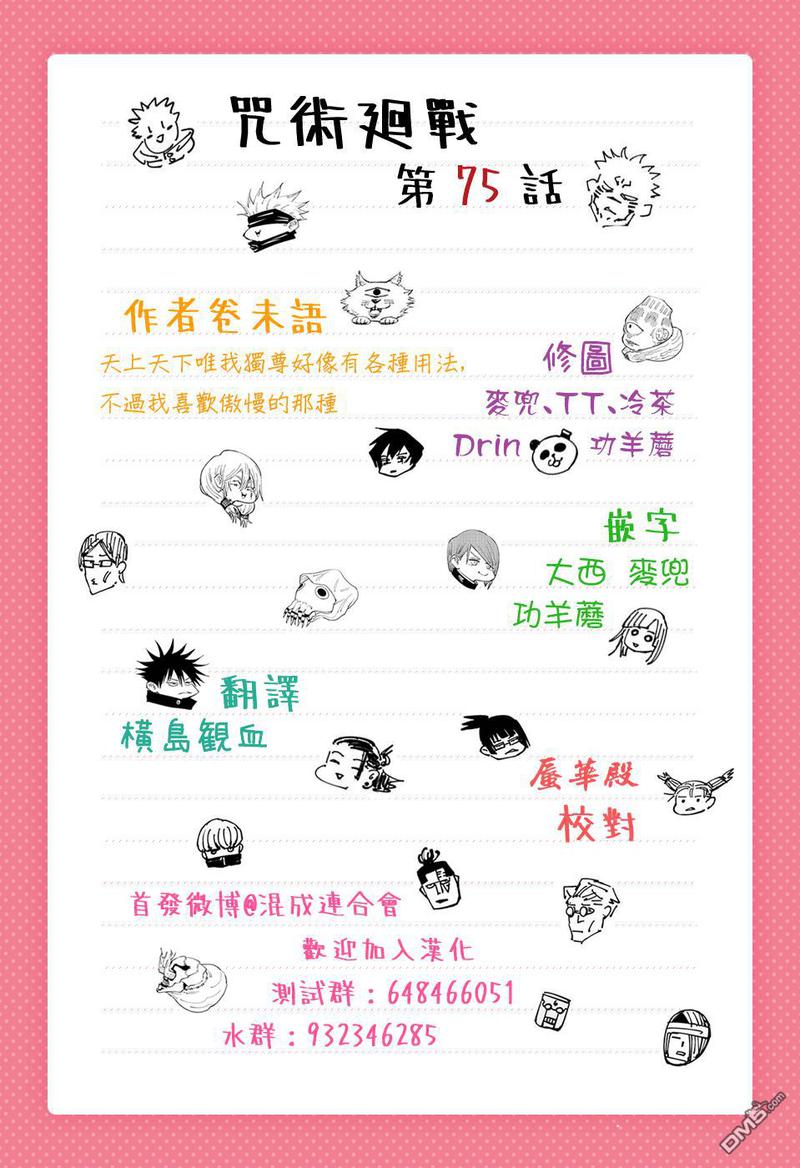 咒術廻戰
第75話
作者卷末語
天上天下唯我獨尊好像有各種用法,
不過我喜歡傲慢的那種
修圖
麥兜、TT、冷茶
Drin 功羊蘑
嵌字
大西 麥兜
功羊蘑
翻譯
橫島観血
蜃華殿
校對
首發微博@混成連合會
歡迎加入漢化
測試群:648466051
水群:932346285
DM5.com